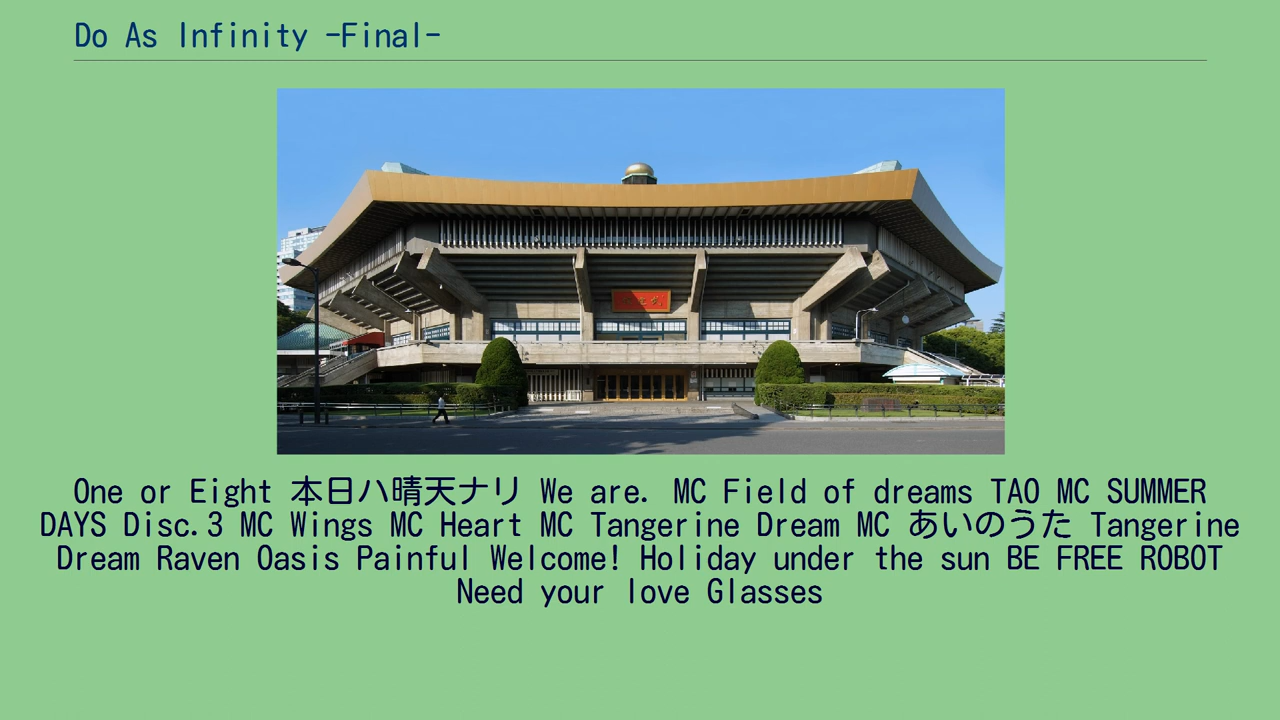 Do As Infinity -Final-
One or Eight 本日ハ晴天ナリ We are. MC Field of dreams TAO MC SUMMER
DAYS Disc.3 MC Wings MC Heart MC Tangerine Dream MC あいのうた Tangerine
Dream Raven Oasis Painful Welcome! Holiday under the sun BE FREE ROBOT
Need your love Glasses